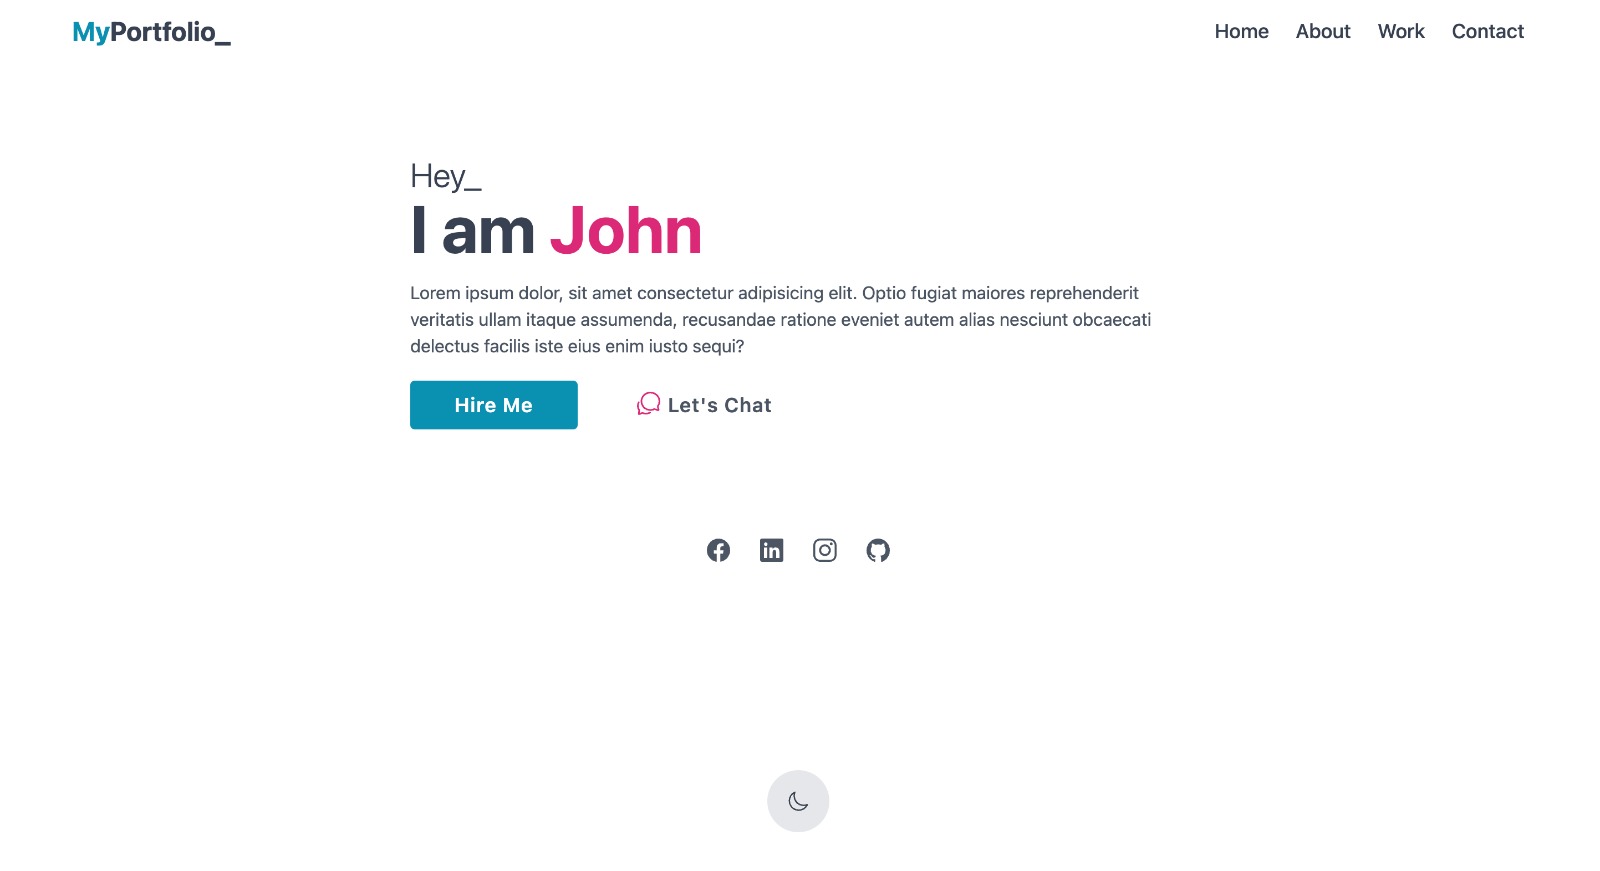 MyPortfolio_
Home About Work Contact
Hey_
I am John
Lorem ipsum dolor, sit amet consectetur adipisicing elit. Optio fugiat maiores reprehenderit
veritatis ullam itaque assumenda, recusandae ratione eveniet autem alias nesciunt obcaecati
delectus facilis iste eius enim iusto sequi?
Hire Me
Let's Chat